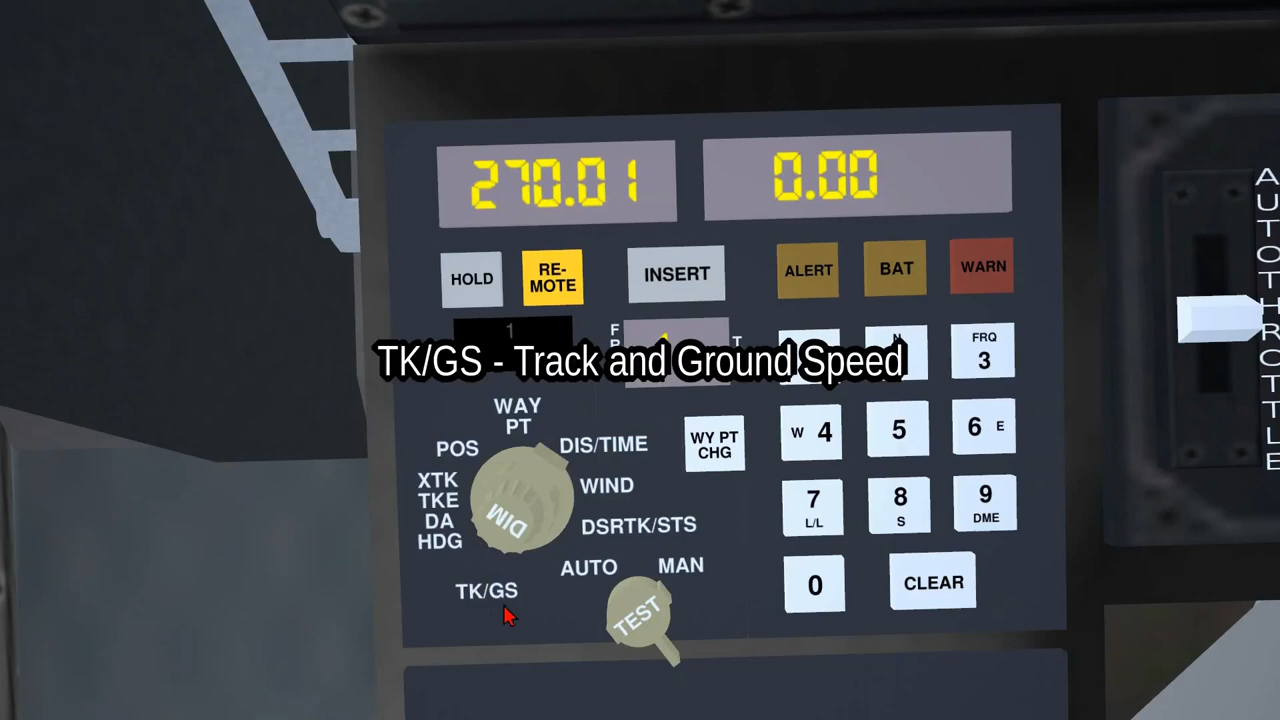 270.01 0.00
HOLD RE-
MOTE INSERT ALERT BAT WARN
1
FRQ
3
TK/GS - Track and Ground Speed
WAY
PT
POS DIS/TIME WY PT
CHG W 4 5 6 E
XTK
TKE
DA
HDG
WIND
DSRTK/STS
DIM
7
L/L
8
S
9
DME
AUTO MAN
TK/GS TEST
0 CLEAR
AUTOTHROTTLE